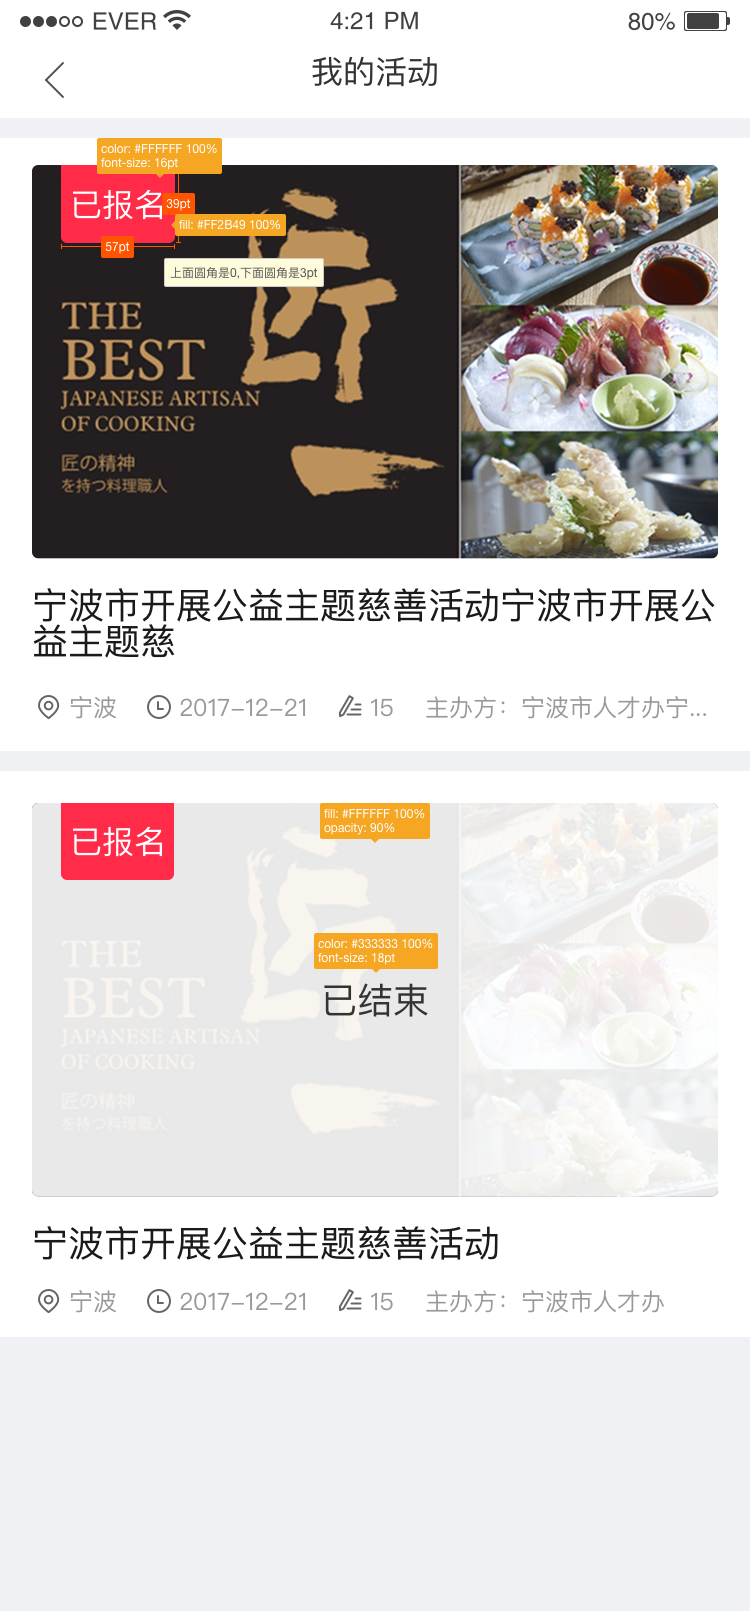 EVER
4:21 PM
80%
我的活动
color: #FFFFFF 100%
font-size: 16pt
已报名
39pt
fill: #FF2B49 100%
57pt
上面圆角是0,下面圆角是3pt
匠
THE
BEST
JAPANESE ARTISAN
OF COOKING
匠の精神
を持つ料理職人
宁波市开展公益主题慈善活动宁波市开展公
益主题慈
宁波 2017-12-21 15 主办方：宁波市人才办宁...
已报名
fill: #FFFFFF 100%
opacity: 90%
匠
THE
BEST
JAPANESE ARTISAN
OF COOKING
匠の精神
を持つ料理職人
color: #333333 100%
font-size: 18pt
已结束
宁波市开展公益主题慈善活动
宁波 2017-12-21 15 主办方：宁波市人才办